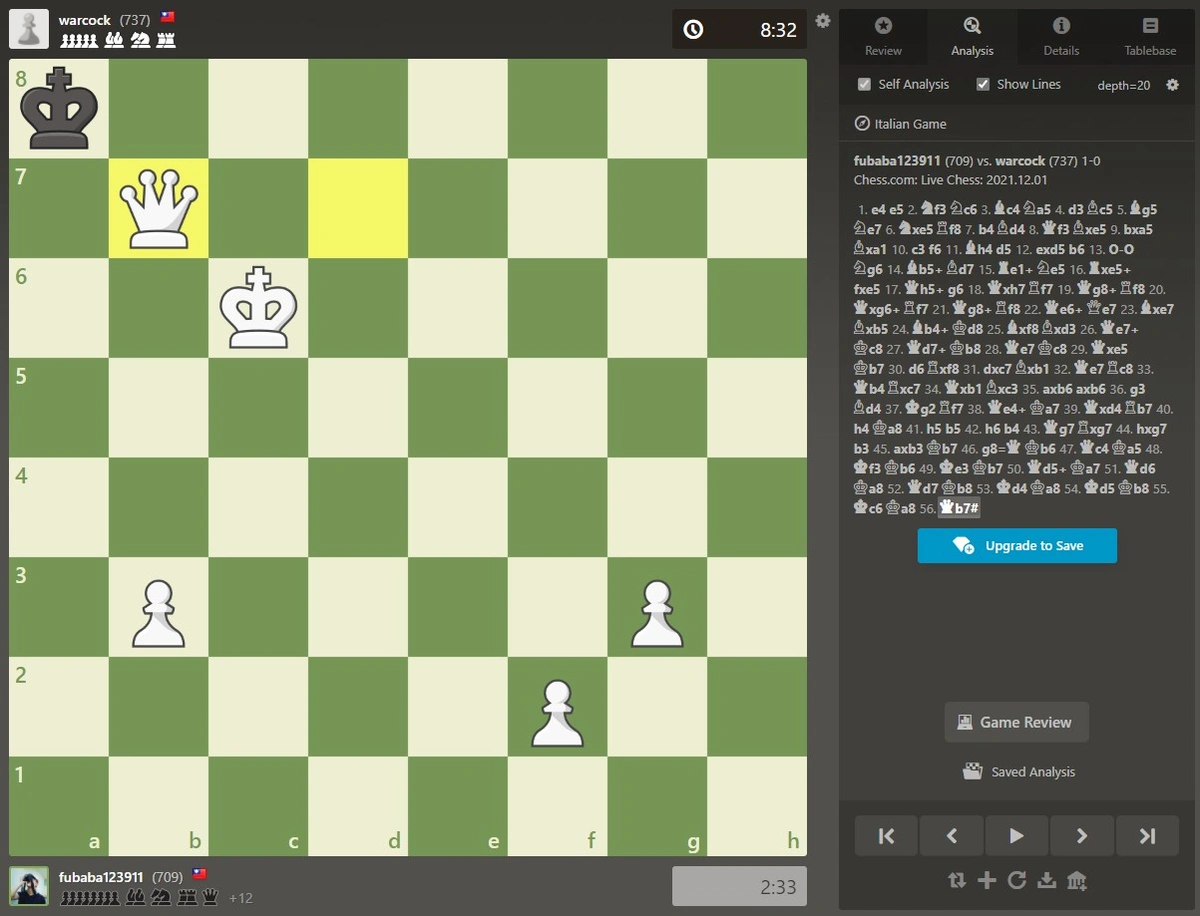 warcock (737)
8:32
8
7
6
5
4
3
2
1
a b c d e f g h
fubaba123911 (709)
+12
2:33
Review Analysis Details Tablebase
Self Analysis Show Lines depth=20
Italian Game
fubaba123911 (709) vs. warcock (737) 1-0
Chess.com: Live Chess: 2021.12.01
1. e4 e5 2. ♞f3 ♘c6 3. ♝c4 ♘a5 4. d3 ♗c5 5. ♝g5
♘e7 6. ♞xe5 ♖f8 7. b4 ♗d4 8. ♛f3 ♗xe5 9. bxa5
♗xa1 10. c3 f6 11. ♝h4 d5 12. exd5 b6 13. O-O
♘g6 14. ♝b5+ ♗d7 15. ♜e1+ ♘e5 16. ♜xe5+
fxe5 17. ♛h5+ g6 18. ♛xh7 ♖f7 19. ♛g8+ ♖f8 20.
♛xg6+ ♖f7 21. ♛g8+ ♖f8 22. ♛e6+ ♕e7 23. ♝xe7
♗xb5 24. ♝b4+ ♔d8 25. ♝xf8 ♗xd3 26. ♛e7+
♔c8 27. ♛d7+ ♔b8 28. ♛e7 ♔c8 29. ♛xe5
♔b7 30. d6 ♖xf8 31. dxc7 ♗xb1 32. ♛e7 ♖c8 33.
♛b4 ♖xc7 34. ♛xb1 ♗xc3 35. axb6 axb6 36. g3
♗d4 37. ♚g2 ♖f7 38. ♛e4+ ♔a7 39. ♛xd4 ♖b7 40.
h4 ♔a8 41. h5 b5 42. h6 b4 43. ♛g7 ♖xg7 44. hxg7
b3 45. axb3 ♔b7 46. g8=♛ ♔b6 47. ♛c4 ♔a5 48.
♚f3 ♔b6 49. ♚e3 ♔b7 50. ♛d5+ ♔a7 51. ♛d6
♔a8 52. ♛d7 ♔b8 53. ♚d4 ♔a8 54. ♚d5 ♔b8 55.
♚c6 ♔a8 56. ♛b7#
Upgrade to Save
Game Review
Saved Analysis